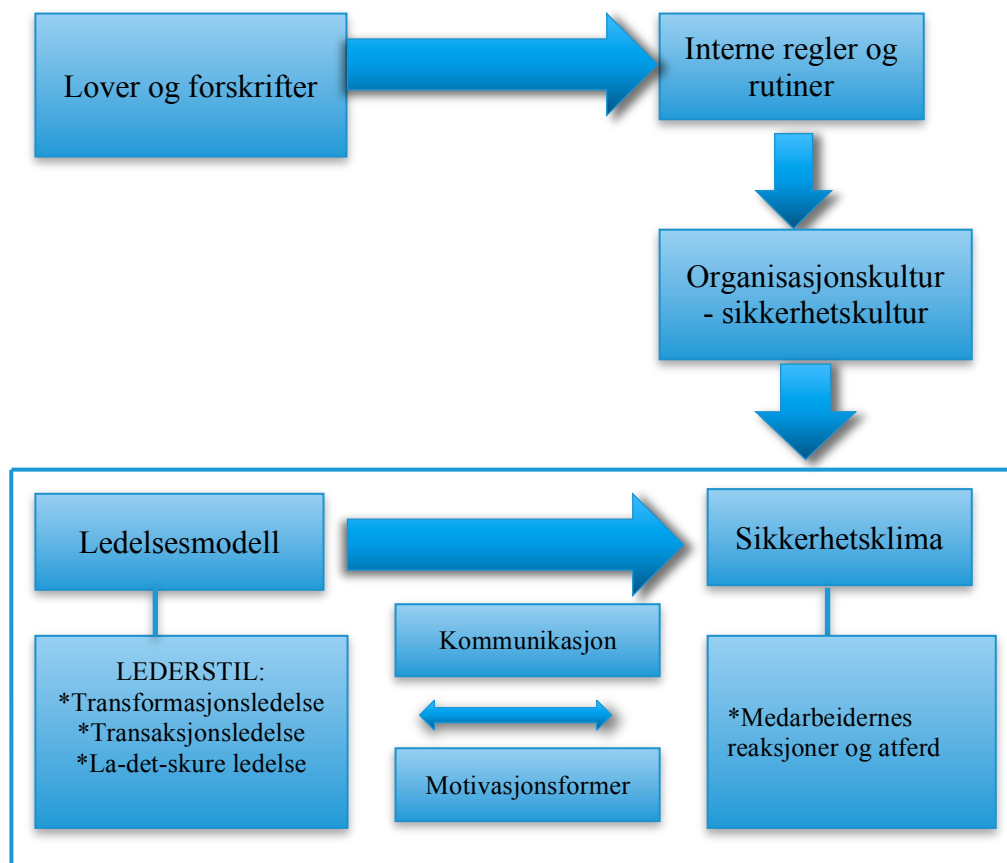 Lover og forskrifter
Interne regler og
rutiner
Organisasjonskultur
- sikkerhetskultur
Ledelsesmodell
Sikkerhetsklima
LEDERSTIL:
*Transformasjonsledelse
*Transaksjonsledelse
*La-det-skure ledelse
Kommunikasjon
Motivasjonsformer
*Medarbeidernes
reaksjoner og atferd